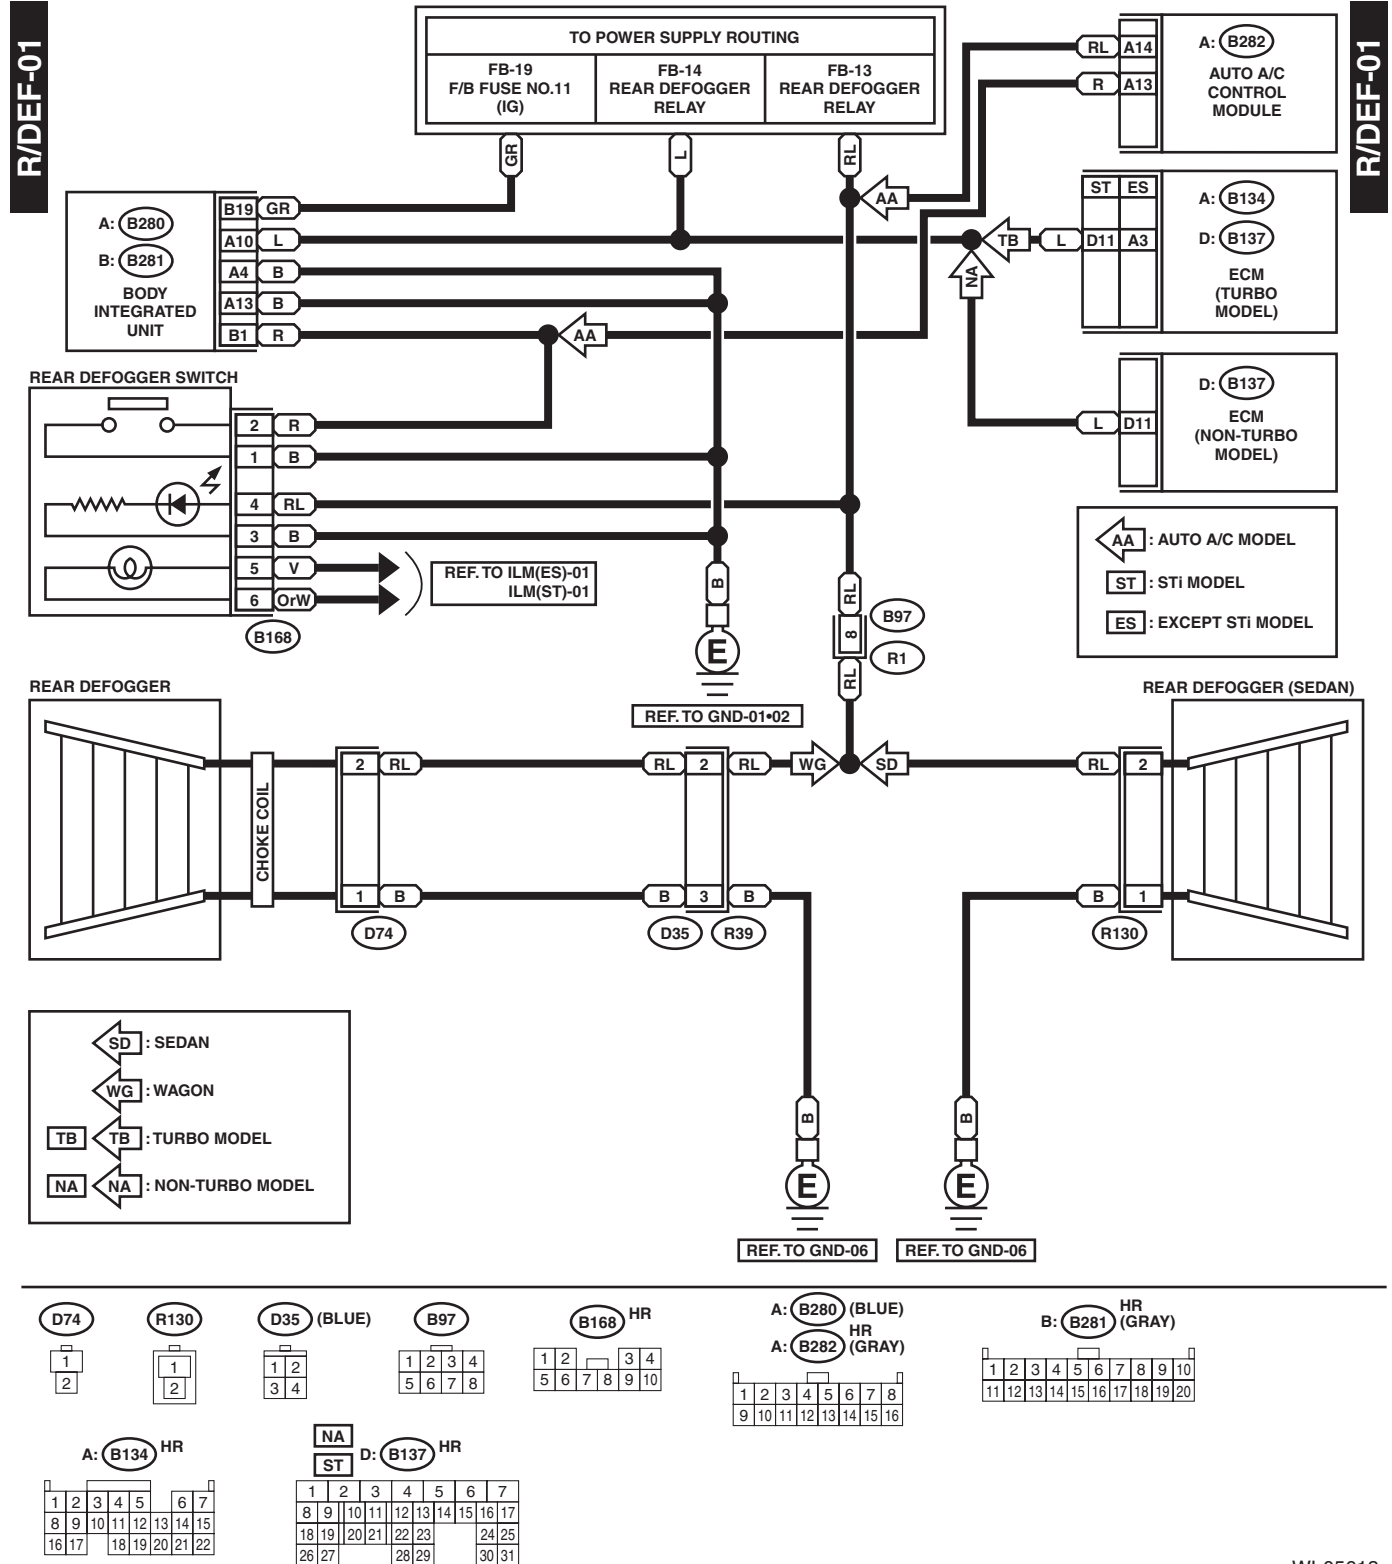 R/DEF-01
R/DEF-01
TO POWER SUPPLY ROUTING
FB-19
F/B FUSE NO.11
(IG)
FB-14
REAR DEFOGGER
RELAY
FB-13
REAR DEFOGGER
RELAY
GR
L
RL
RL A14
R A13
A: B282
AUTO A/C
CONTROL
MODULE
AA
A: B280
B: B281
BODY
INTEGRATED
UNIT
B19 GR
A10 L
A4 B
A13 B
B1 R
AA
TB L
NA
ST ES
D11 A3
A: B134
D: B137
ECM
(TURBO
MODEL)
L D11
D: B137
ECM
(NON-TURBO
MODEL)
REAR DEFOGGER SWITCH
2 R
1 B
4 RL
3 B
5 V
6 OrW
B168
REF. TO ILM(ES)-01
ILM(ST)-01
B
E
REF. TO GND-01•02
RL
8
RL
B97
R1
AA : AUTO A/C MODEL
ST : STi MODEL
ES : EXCEPT STi MODEL
REAR DEFOGGER
REAR DEFOGGER (SEDAN)
CHOKE COIL
2 RL
RL 2 RL
WG
SD
RL 2
1 B
B 3 B
B 1
D74
D35 R39
R130
SD : SEDAN
WG : WAGON
TB TB : TURBO MODEL
NA NA : NON-TURBO MODEL
B
E
REF. TO GND-06
B
E
REF. TO GND-06
D74
1
2
R130
1
2
D35 (BLUE)
1 2
3 4
B97
1 2 3 4
5 6 7 8
B168 HR
1 2 3 4
5 6 7 8 9 10
A: B280 (BLUE)
A: B282 HR (GRAY)
1 2 3 4 5 6 7 8
9 10 11 12 13 14 15 16
B: B281 HR (GRAY)
1 2 3 4 5 6 7 8 9 10
11 12 13 14 15 16 17 18 19 20
A: B134 HR
1 2 3 4 5 6 7
8 9 10 11 12 13 14 15
16 17 18 19 20 21 22
NA
ST
D: B137 HR
1 2 3 4 5 6 7
8 9 10 11 12 13 14 15 16 17
18 19 20 21 22 23 24 25
26 27 28 29 30 31